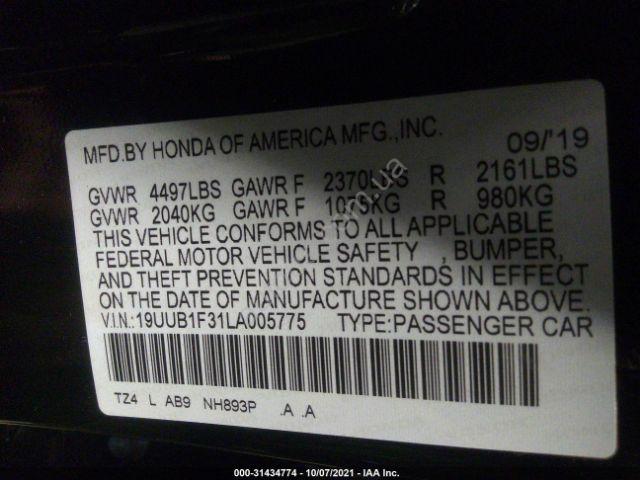 MFD.BY HONDA OF AMERICA MFG.,INC. 09/'19
GVWR 4497LBS GAWR F 2370LBS R 2161LBS
GVWR 2040KG GAWR F 1075KG R 980KG
THIS VEHICLE CONFORMS TO ALL APPLICABLE
FEDERAL MOTOR VEHICLE SAFETY , BUMPER,
AND THEFT PREVENTION STANDARDS IN EFFECT
ON THE DATE OF MANUFACTURE SHOWN ABOVE.
V.I.N.:19UUB1F31LA005775 TYPE:PASSENGER CAR
TZ4 L AB9 NH893P .A .A
000-31434774 - 10/07/2021 - IAA Inc.